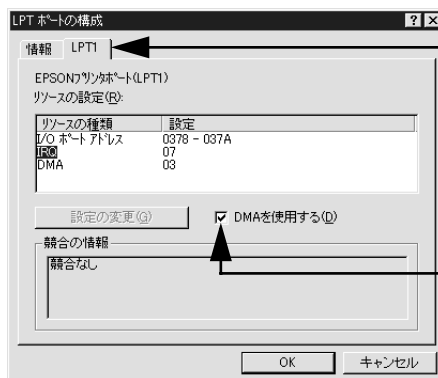 LPT ポートの構成
情報 LPT1
EPSONプリンタポート(LPT1)
リソースの設定(R):
リソースの種類 設定
I/O ポート アドレス 0378 - 037A
IRQ 07
DMA 03
設定の変更(G) DMAを使用する(D)
競合の情報
競合なし
OK キャンセル